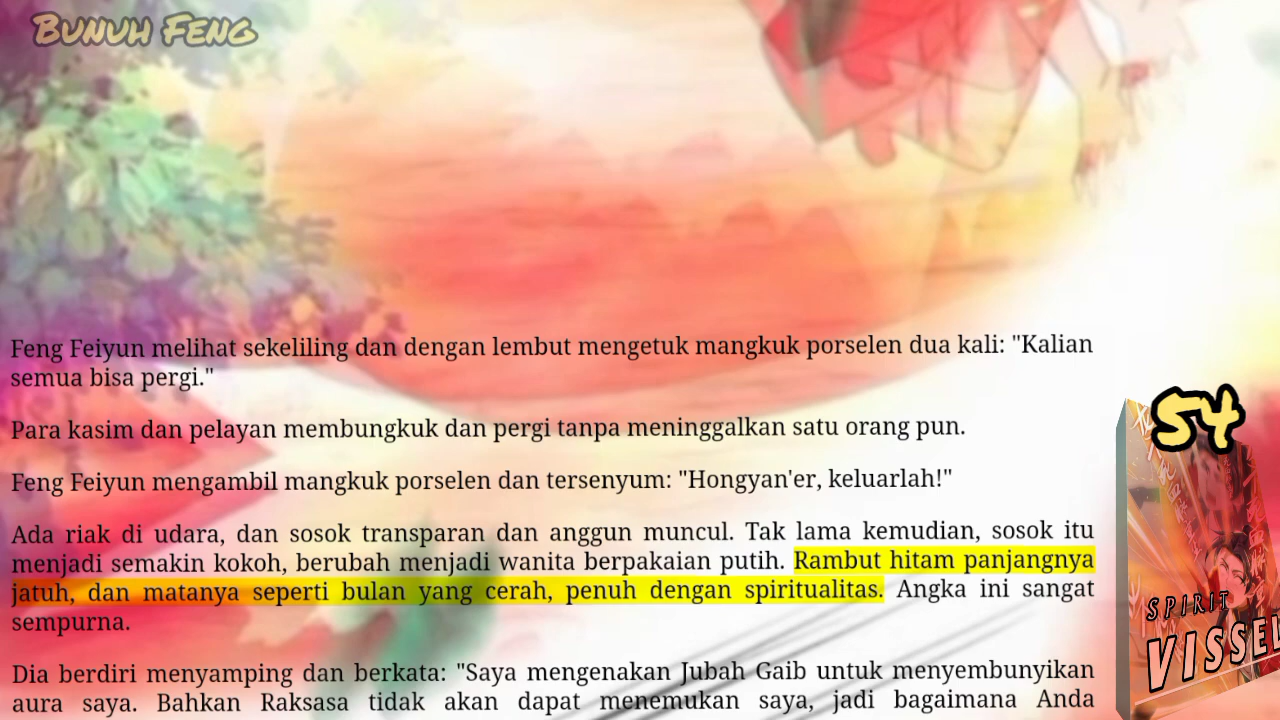 Bunuh Feng
Feng Feiyun melihat sekeliling dan dengan lembut mengetuk mangkuk porselen dua kali: "Kalian
semua bisa pergi."
Para kasim dan pelayan membungkuk dan pergi tanpa meninggalkan satu orang pun.
Feng Feiyun mengambil mangkuk porselen dan tersenyum: "Hongyan'er, keluarlah!"
Ada riak di udara, dan sosok transparan dan anggun muncul. Tak lama kemudian, sosok itu
menjadi semakin kokoh, berubah menjadi wanita berpakaian putih. Rambut hitam panjangnya
jatuh, dan matanya seperti bulan yang cerah, penuh dengan spiritualitas. Angka ini sangat
sempurna.
Dia berdiri menyamping dan berkata: "Saya mengenakan Jubah Gaib untuk menyembunyikan
aura saya. Bahkan Raksasa tidak akan dapat menemukan saya, jadi bagaimana Anda
54
SPIRIT
VISSEL